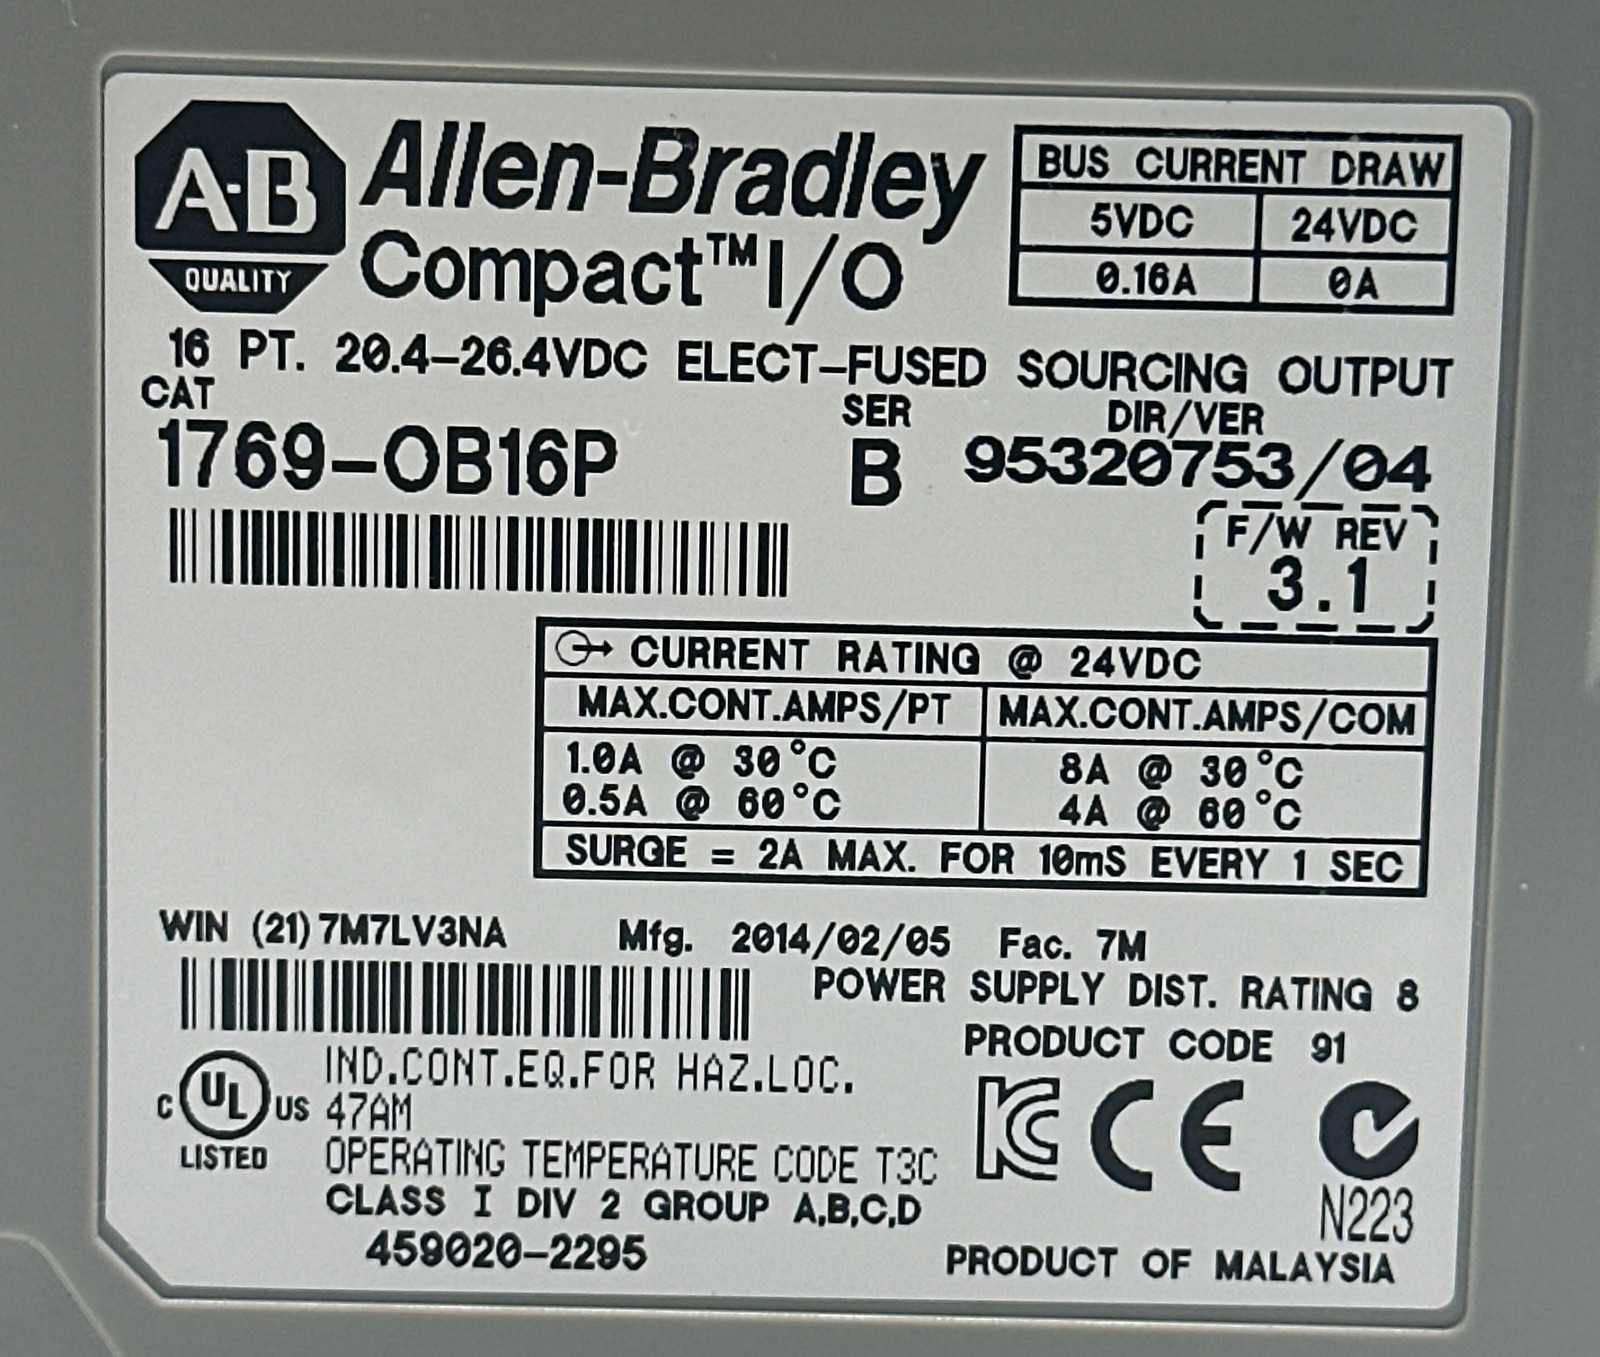 A-B
QUALITY
Allen-Bradley
Compact™ I/O
BUS CURRENT DRAW
5VDC 24VDC
0.16A 0A
16 PT. 20.4-26.4VDC ELECT-FUSED SOURCING OUTPUT
CAT SER DIR/VER
1769-OB16P B 95320753/04
F/W REV
3.1
CURRENT RATING @ 24VDC
MAX.CONT.AMPS/PT MAX.CONT.AMPS/COM
1.0A @ 30°C 8A @ 30°C
0.5A @ 60°C 4A @ 60°C
SURGE = 2A MAX. FOR 10mS EVERY 1 SEC
WIN (21) 7M7LV3NA Mfg. 2014/02/05 Fac. 7M
POWER SUPPLY DIST. RATING 8
PRODUCT CODE 91
C UL US
LISTED
IND.CONT.EQ.FOR HAZ.LOC.
47AM
OPERATING TEMPERATURE CODE T3C
CLASS I DIV 2 GROUP A,B,C,D
459020-2295
KC CE
N223
PRODUCT OF MALAYSIA